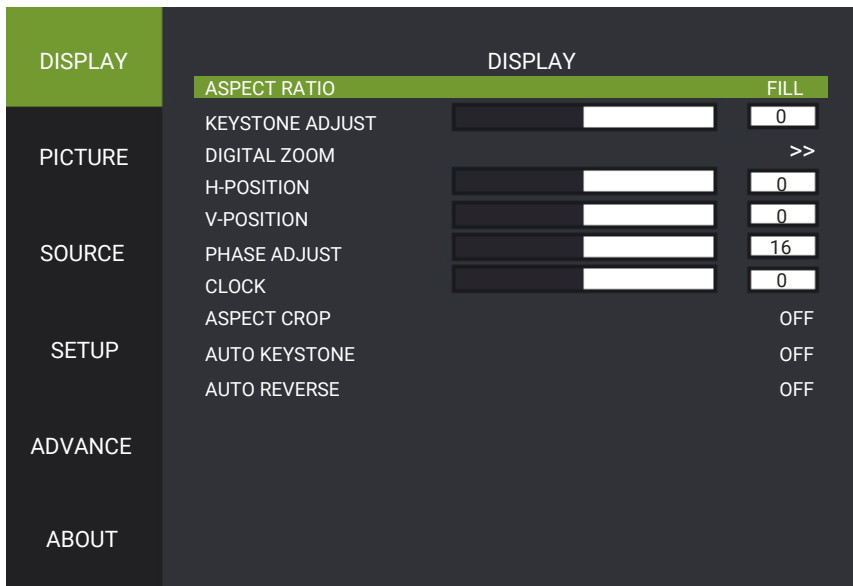 DISPLAY
PICTURE
SOURCE
SETUP
ADVANCE
ABOUT
DISPLAY
ASPECT RATIO FILL
KEYSTONE ADJUST 0
DIGITAL ZOOM >>
H-POSITION 0
V-POSITION 0
PHASE ADJUST 16
CLOCK 0
ASPECT CROP OFF
AUTO KEYSTONE OFF
AUTO REVERSE OFF